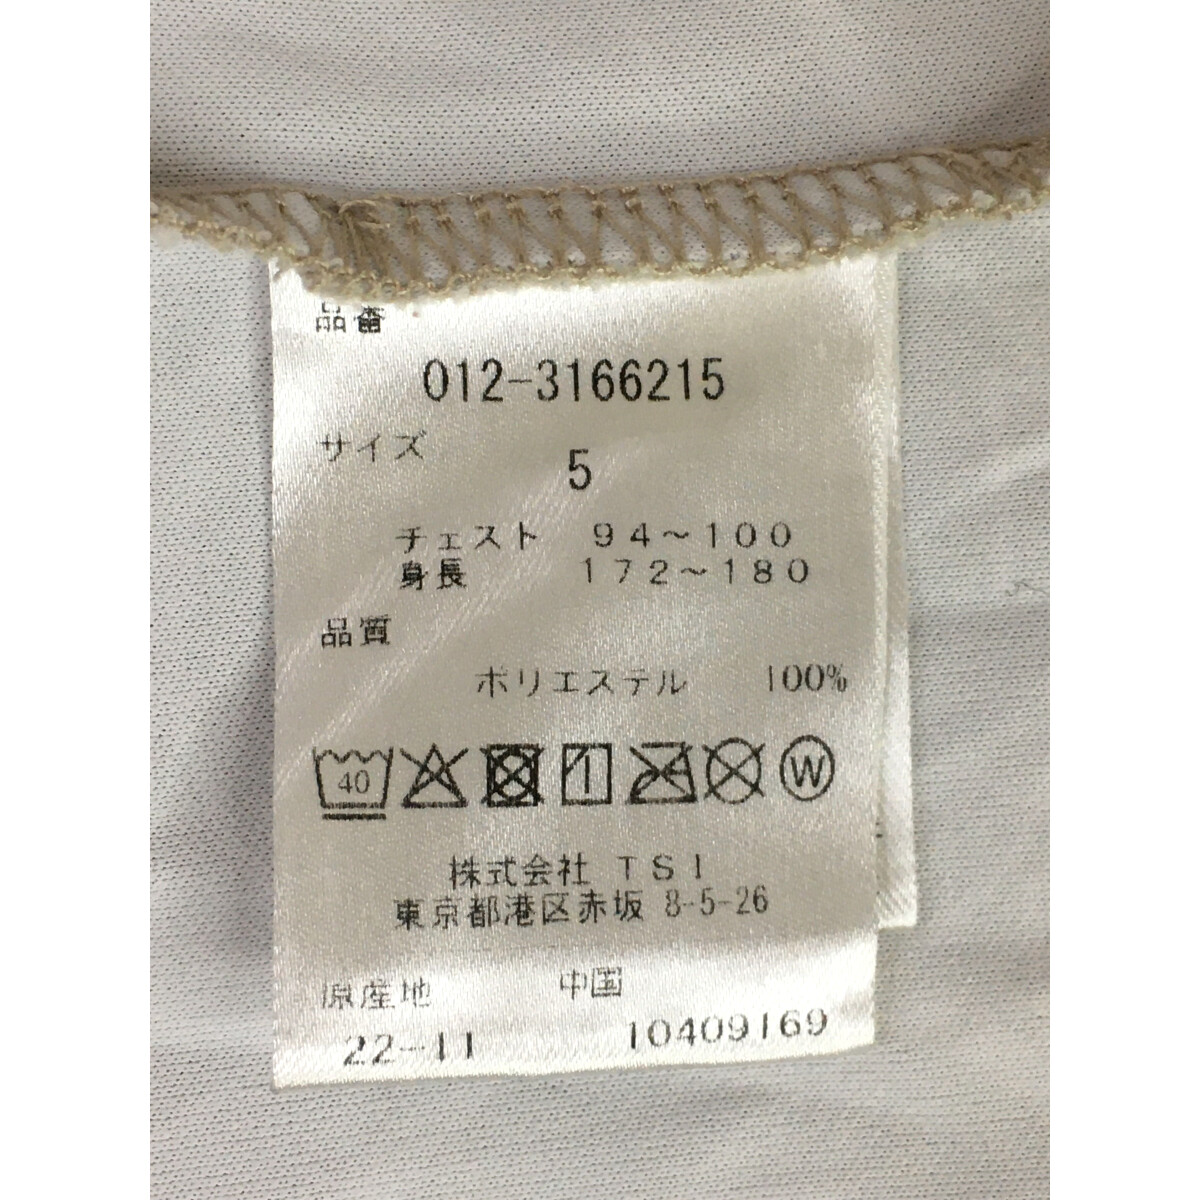 品番
012-3166215
サイズ
5
チェスト 94～100
身長 172～180
品質
ポリエステル 100%
40
W
株式会社 TSI
東京都港区赤坂 8-5-26
原産地 中国
22-11 10409169